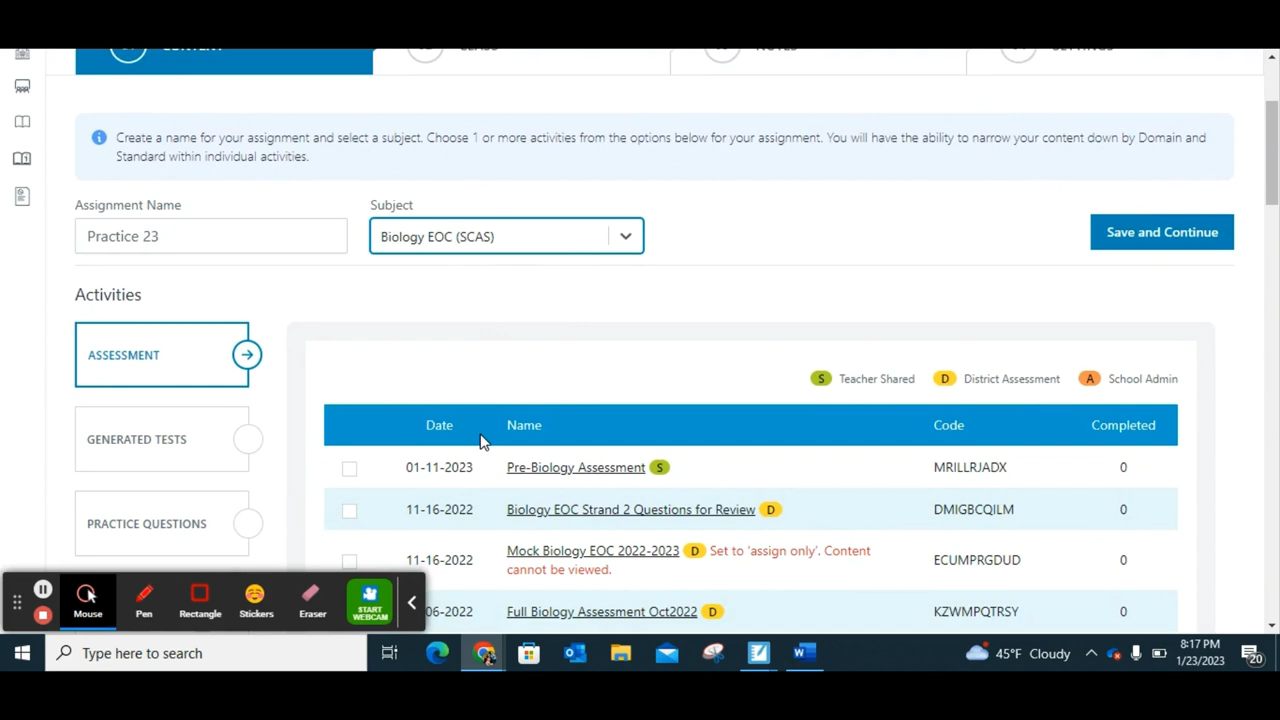 Create a name for your assignment and select a subject. Choose 1 or more activities from the options below for your assignment. You will have the ability to narrow your content down by Domain and
Standard within individual activities.
Assignment Name
Subject
Practice 23
Biology EOC (SCAS)
Save and Continue
Activities
ASSESSMENT
GENERATED TESTS
PRACTICE QUESTIONS
S Teacher Shared D District Assessment A School Admin
Date Name Code Completed
01-11-2023 Pre-Biology Assessment S MRILLRJADX 0
11-16-2022 Biology EOC Strand 2 Questions for Review D DMIGBCQILM 0
11-16-2022 Mock Biology EOC 2022-2023 D Set to 'assign only'. Content ECUMPRGDUD 0
cannot be viewed.
06-2022 Full Biology Assessment Oct2022 D KZWMPQTRSY 0
Mouse Pen Rectangle Stickers Eraser START
WEBCAM
Type here to search
45°F Cloudy
8:17 PM
1/23/2023
20